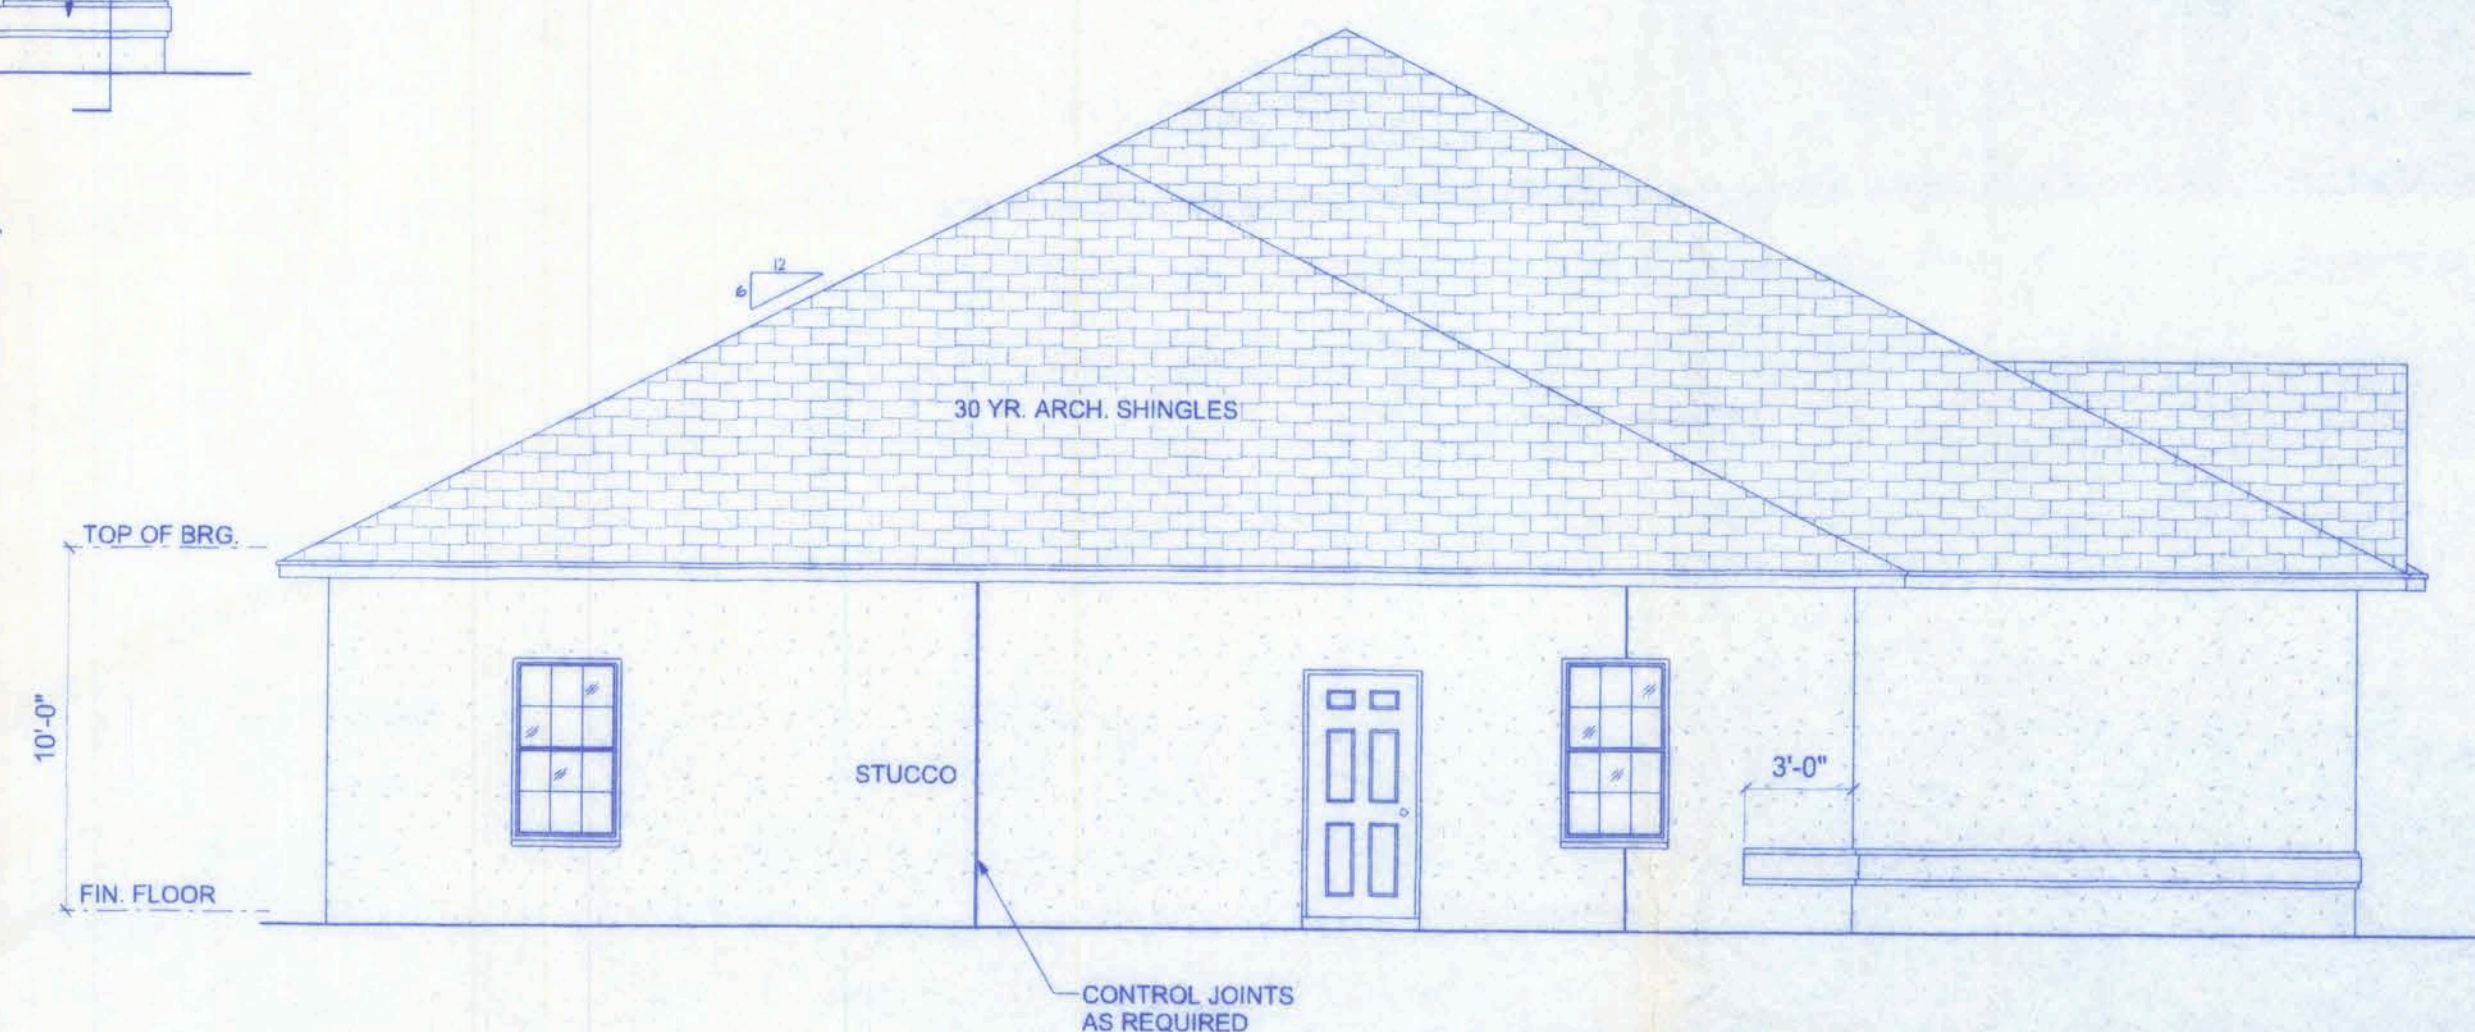 12
6
30 YR. ARCH. SHINGLES
TOP OF BRG.
10'-0"
STUCCO
3'-0"
FIN. FLOOR
CONTROL JOINTS
AS REQUIRED